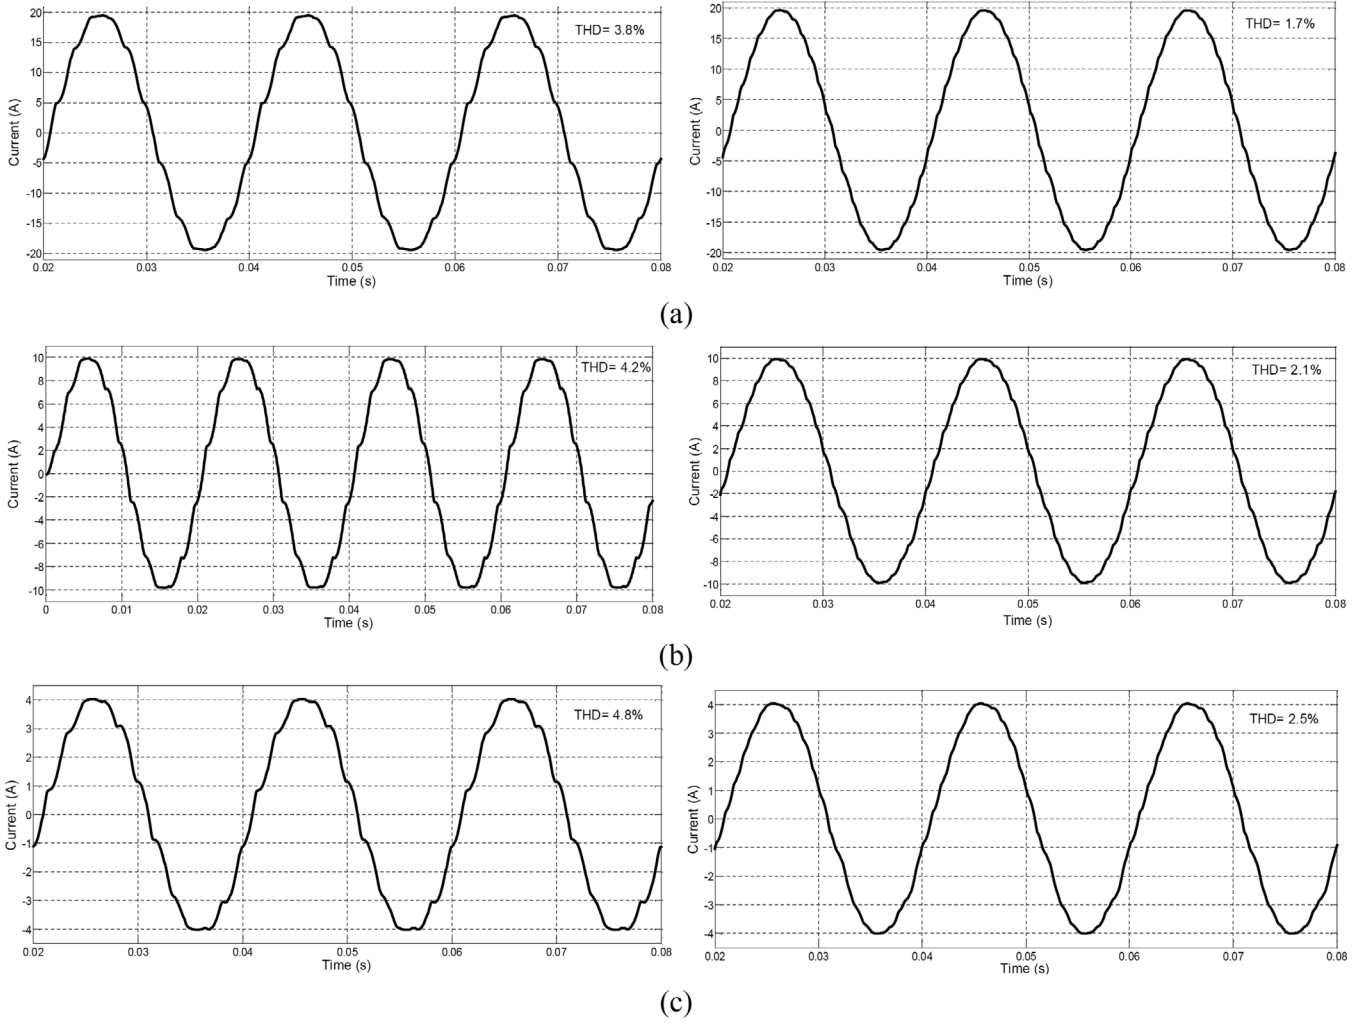 THD= 3.8%
20
15
10
5
0
-5
-10
-15
-20
Current (A)
0.02 0.03 0.04 0.05 0.06 0.07 0.08
Time (s)
THD= 1.7%
20
15
10
5
0
-5
-10
-15
-20
Current (A)
0.02 0.03 0.04 0.05 0.06 0.07 0.08
Time (s)
(a)
THD= 4.2%
10
8
6
4
2
0
-2
-4
-6
-8
-10
Current (A)
0 0.01 0.02 0.03 0.04 0.05 0.06 0.07 0.08
Time (s)
THD= 2.1%
10
8
6
4
2
0
-2
-4
-6
-8
-10
Current (A)
0.02 0.03 0.04 0.05 0.06 0.07 0.08
Time (s)
(b)
THD= 4.8%
4
3
2
1
0
-1
-2
-3
-4
Current (A)
0.02 0.03 0.04 0.05 0.06 0.07 0.08
Time (s)
THD= 2.5%
4
3
2
1
0
-1
-2
-3
-4
Current (A)
0.02 0.03 0.04 0.05 0.06 0.07 0.08
Time (s)
(c)